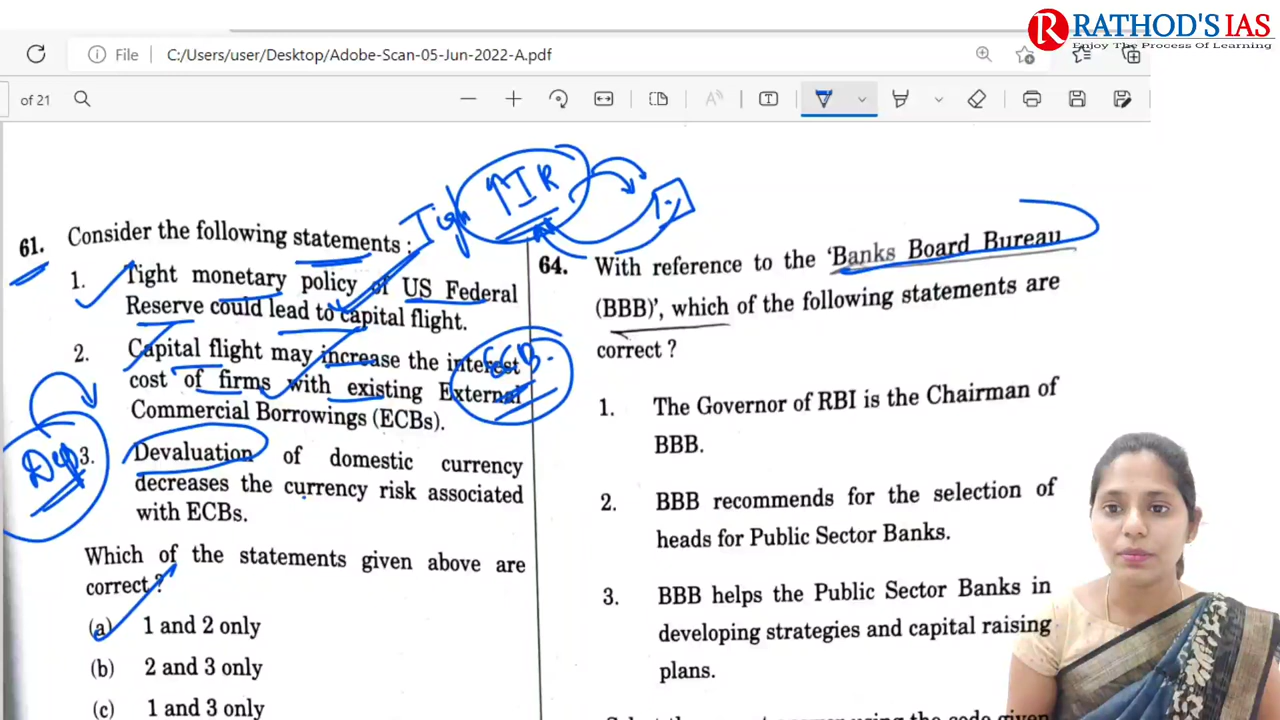 RATHOD'S IAS
Enjoy The Process Of Learning
File
C:/Users/user/Desktop/Adobe-Scan-05-Jun-2022-A.pdf
of 21
Tigh ↑IR
61. Consider the following statements :
1. Tight monetary policy of US Federal
Reserve could lead to capital flight.
2. Capital flight may increase the interest
cost of firms with existing External
Commercial Borrowings (ECBs).
ECB.
Dep
3. Devaluation of domestic currency
decreases the currency risk associated
with ECBs.
Which of the statements given above are
correct ?
(a) 1 and 2 only
(b) 2 and 3 only
(c) 1 and 3 only
64. With reference to the 'Banks Board Bureau
(BBB)', which of the following statements are
correct ?
1. The Governor of RBI is the Chairman of
BBB.
2. BBB recommends for the selection of
heads for Public Sector Banks.
3. BBB helps the Public Sector Banks in
developing strategies and capital raising
plans.